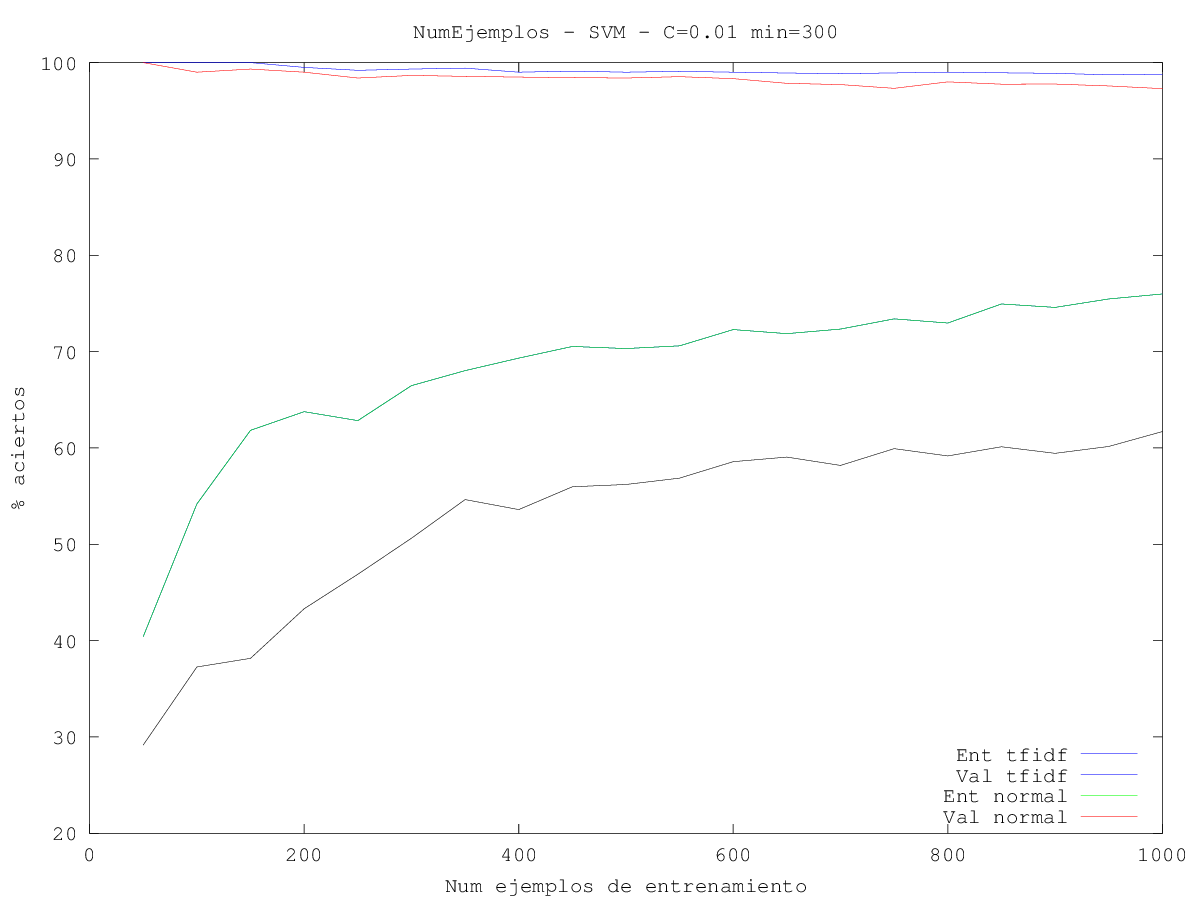 NumEjemplos - SVM - C=0.01 min=300
100
90
80
70
60
50
40
30
20
% aciertos
Ent tfidf
Val tfidf
Ent normal
Val normal
0 200 400 600 800 1000
Num ejemplos de entrenamiento